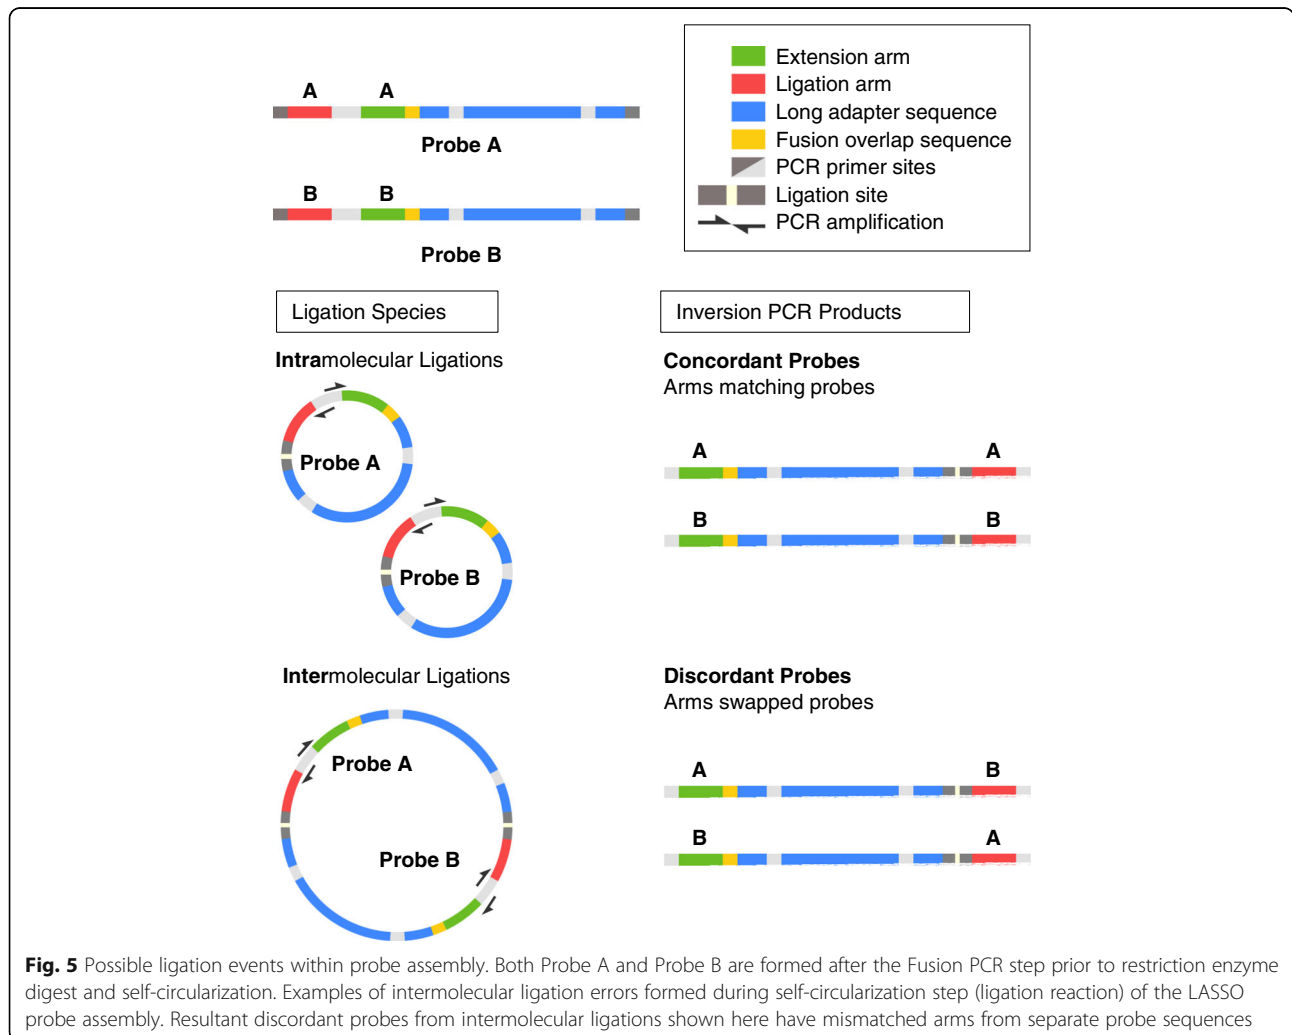 Extension arm
Ligation arm
Long adapter sequence
Fusion overlap sequence
PCR primer sites
Ligation site
PCR amplification
A A
Probe A
B B
Probe B
Ligation Species
Inversion PCR Products
Intramolecular Ligations
Probe A
Probe B
Concordant Probes
Arms matching probes
A A
B B
Intermolecular Ligations
Probe A
Probe B
Discordant Probes
Arms swapped probes
A B
B A
Fig. 5 Possible ligation events within probe assembly. Both Probe A and Probe B are formed after the Fusion PCR step prior to restriction enzyme
digest and self-circularization. Examples of intermolecular ligation errors formed during self-circularization step (ligation reaction) of the LASSO
probe assembly. Resultant discordant probes from intermolecular ligations shown here have mismatched arms from separate probe sequences